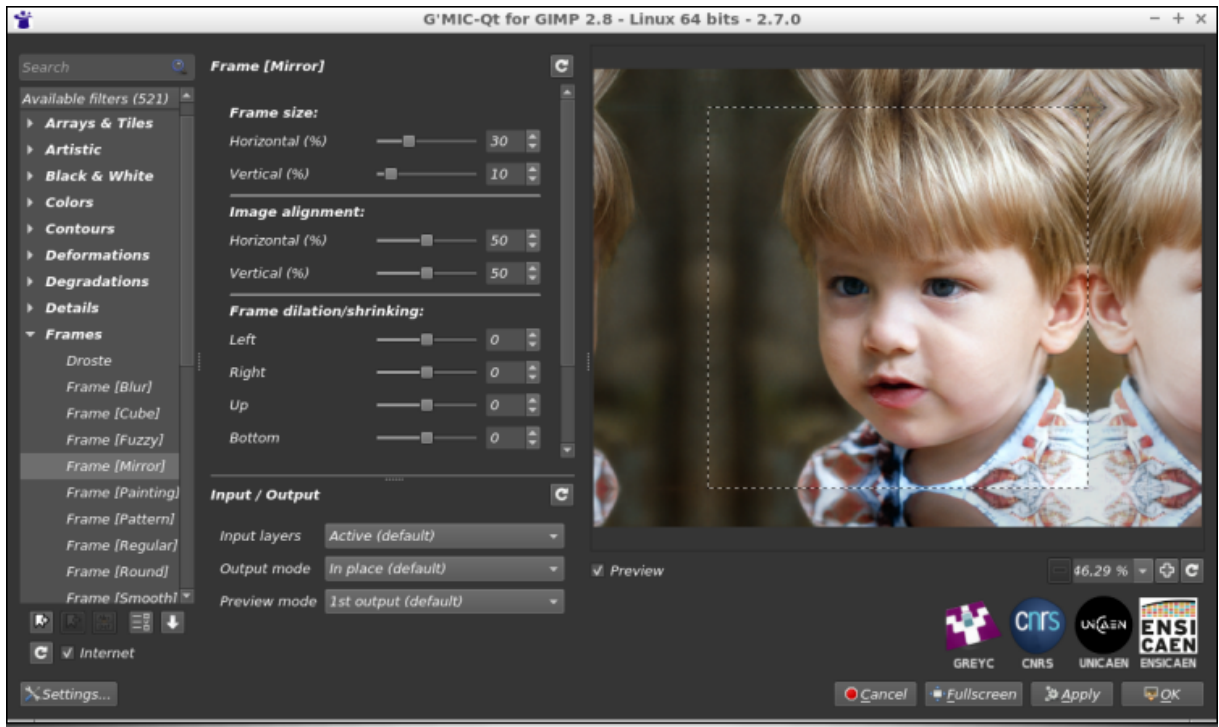 G'MIC-Qt for GIMP 2.8 - Linux 64 bits - 2.7.0
Search
Available filters (521)
Arrays & Tiles
Artistic
Black & White
Colors
Contours
Deformations
Degradations
Details
Frames
Droste
Frame [Blur]
Frame [Cube]
Frame [Fuzzy]
Frame [Mirror]
Frame [Painting]
Frame [Pattern]
Frame [Regular]
Frame [Round]
Frame [Smooth]
Internet
Settings...
Frame [Mirror]
Frame size:
Horizontal (%) 30
Vertical (%) 10
Image alignment:
Horizontal (%) 50
Vertical (%) 50
Frame dilation/shrinking:
Left 0
Right 0
Up 0
Bottom 0
Input / Output
Input layers Active (default)
Output mode In place (default)
Preview mode 1st output (default)
Preview
46.29 %
cnrs
UNICAEN
ENSI
CAEN
GREYC CNRS UNICAEN ENSICAEN
Cancel Fullscreen Apply OK